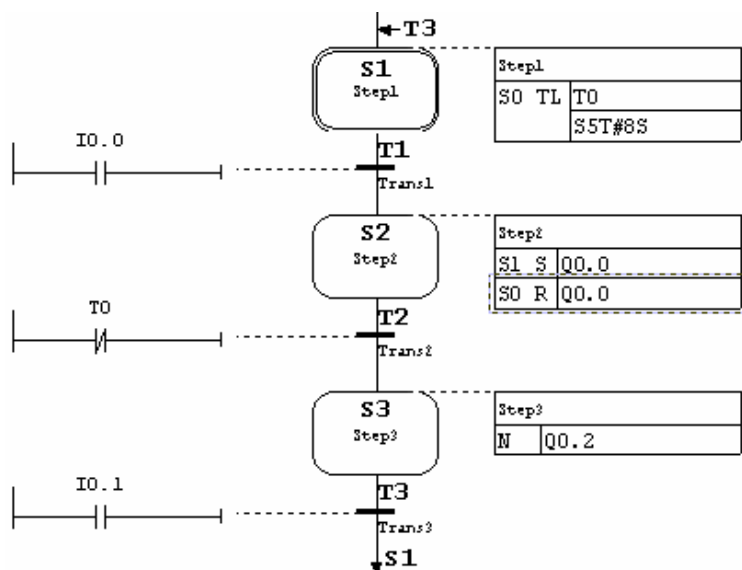 T3
S1
Step1
Step1
S0 TL T0
S5T#8S
I0.0
T1
Trans1
S2
Step2
Step2
S1 S Q0.0
S0 R Q0.0
T0
T2
Trans2
S3
Step3
Step3
N Q0.2
I0.1
T3
Trans3
S1